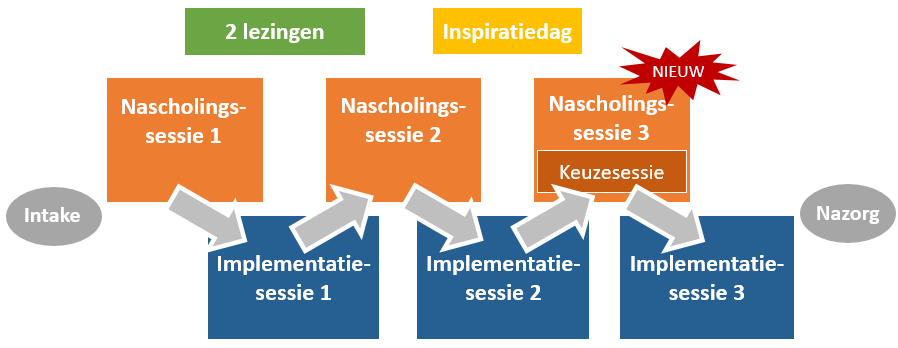 2 lezingen
Inspiratiedag
NIEUW
Nascholings-
sessie 1
Nascholings-
sessie 2
Nascholings-
sessie 3
Keuzesessie
Intake
Nazorg
Implementatie-
sessie 1
Implementatie-
sessie 2
Implementatie-
sessie 3